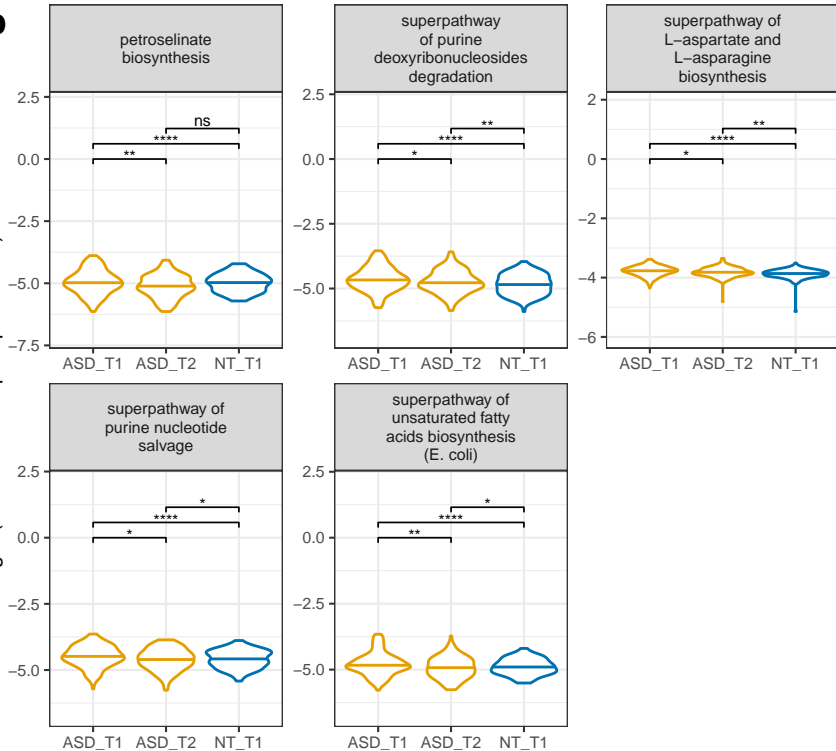 petroselinate
biosynthesis
superpathway
of purine
deoxyribonucleosides
degradation
superpathway of
L−aspartate and
L−asparagine
biosynthesis
2.5
0.0
−2.5
−5.0
−7.5
ns
****
**
ASD_T1 ASD_T2 NT_T1
2.5
0.0
−2.5
−5.0
**
****
*
ASD_T1 ASD_T2 NT_T1
2
0
−2
−4
−6
**
****
*
ASD_T1 ASD_T2 NT_T1
superpathway of
purine nucleotide
salvage
superpathway of
unsaturated fatty
acids biosynthesis
(E. coli)
2.5
0.0
−2.5
−5.0
*
****
*
ASD_T1 ASD_T2 NT_T1
2.5
0.0
−2.5
−5.0
*
****
**
ASD_T1 ASD_T2 NT_T1